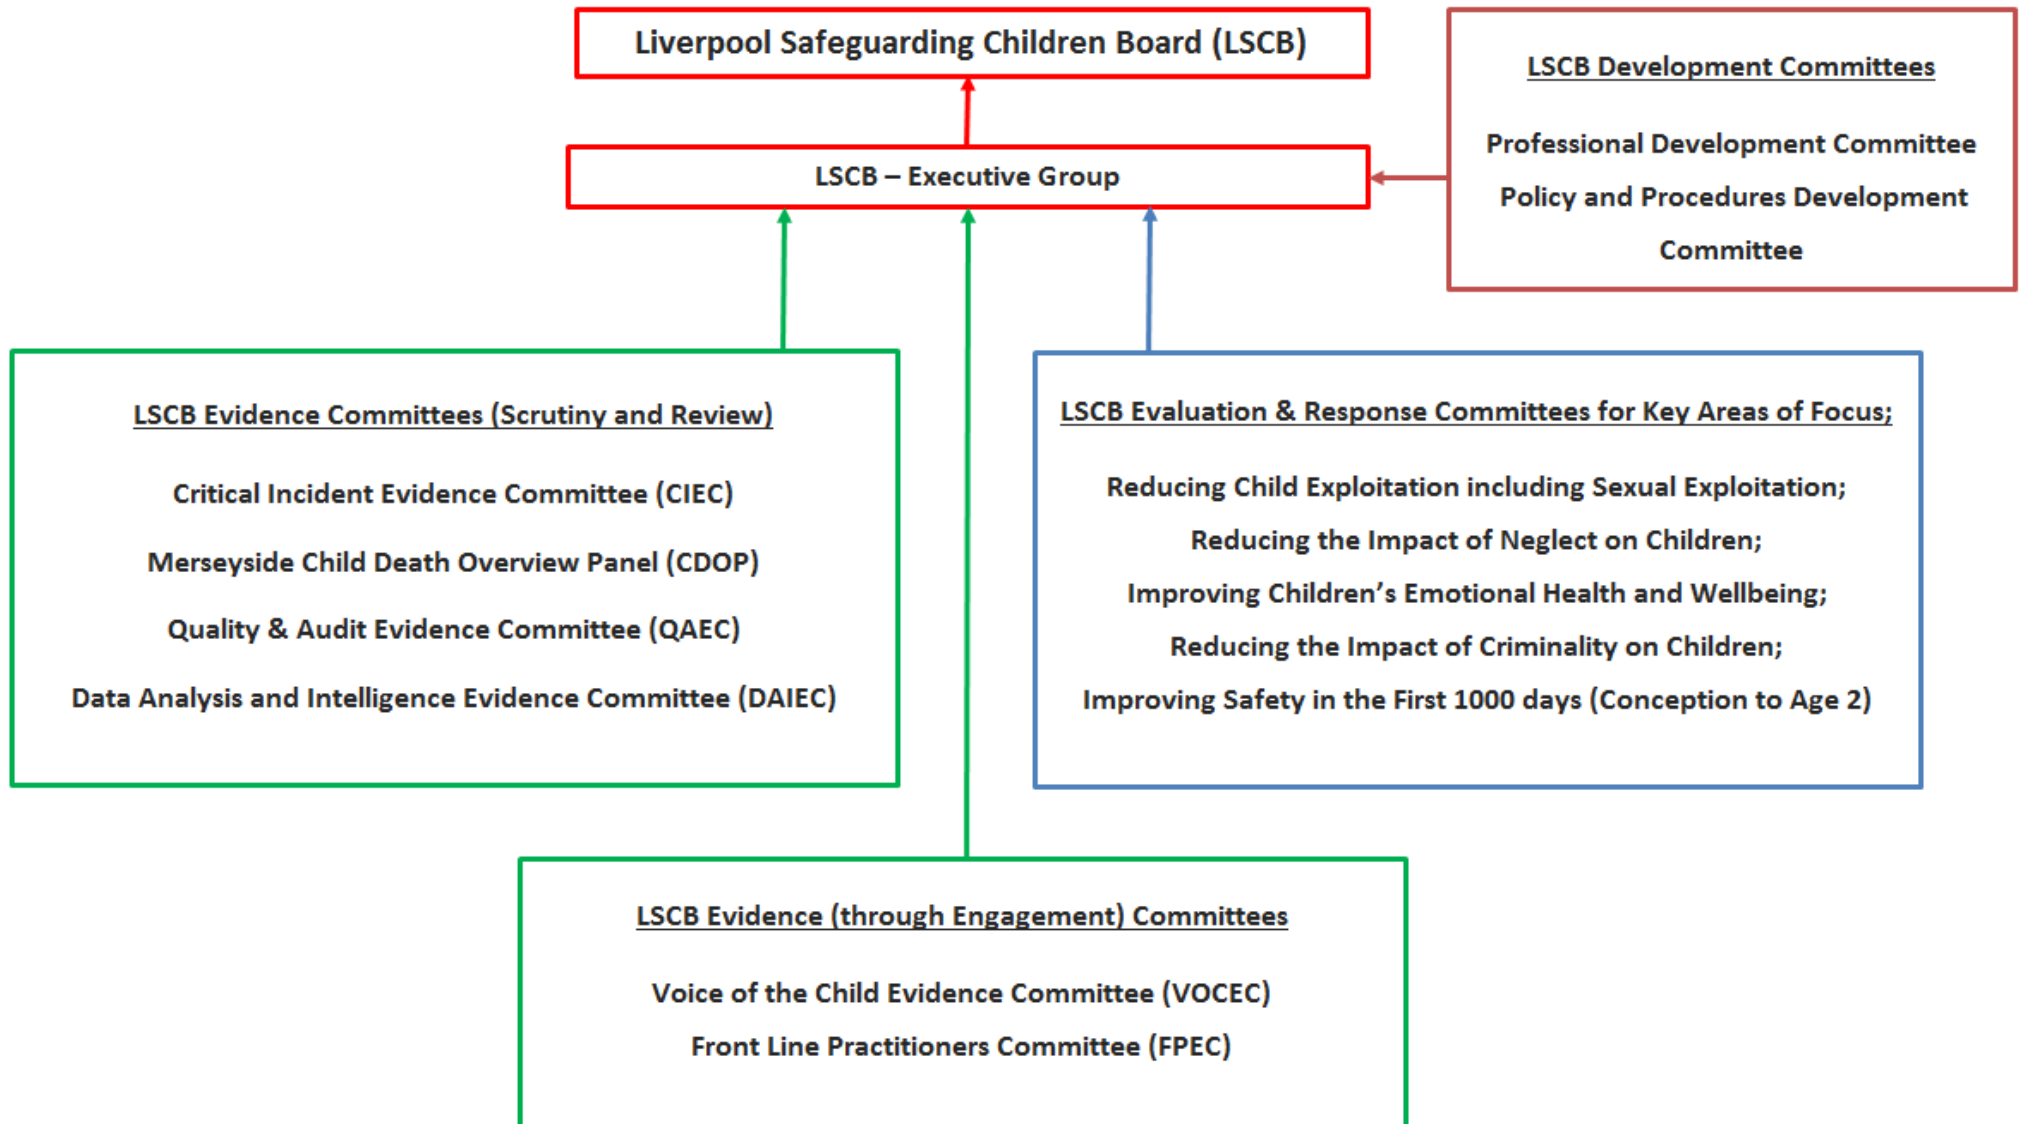 Liverpool Safeguarding Children Board (LSCB)
LSCB – Executive Group
LSCB Development Committees
Professional Development Committee
Policy and Procedures Development
Committee
LSCB Evidence Committees (Scrutiny and Review)
Critical Incident Evidence Committee (CIEC)
Merseyside Child Death Overview Panel (CDOP)
Quality & Audit Evidence Committee (QAEC)
Data Analysis and Intelligence Evidence Committee (DAIEC)
LSCB Evaluation & Response Committees for Key Areas of Focus;
Reducing Child Exploitation including Sexual Exploitation;
Reducing the Impact of Neglect on Children;
Improving Children’s Emotional Health and Wellbeing;
Reducing the Impact of Criminality on Children;
Improving Safety in the First 1000 days (Conception to Age 2)
LSCB Evidence (through Engagement) Committees
Voice of the Child Evidence Committee (VOCEC)
Front Line Practitioners Committee (FPEC)